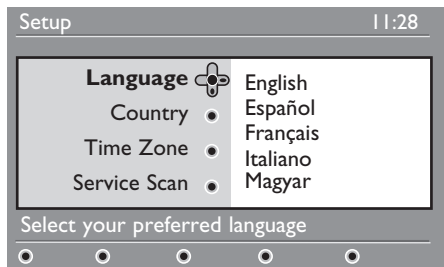 Setup 11:28
Language
Country
Time Zone
Service Scan
English
Español
Français
Italiano
Magyar
Select your preferred language